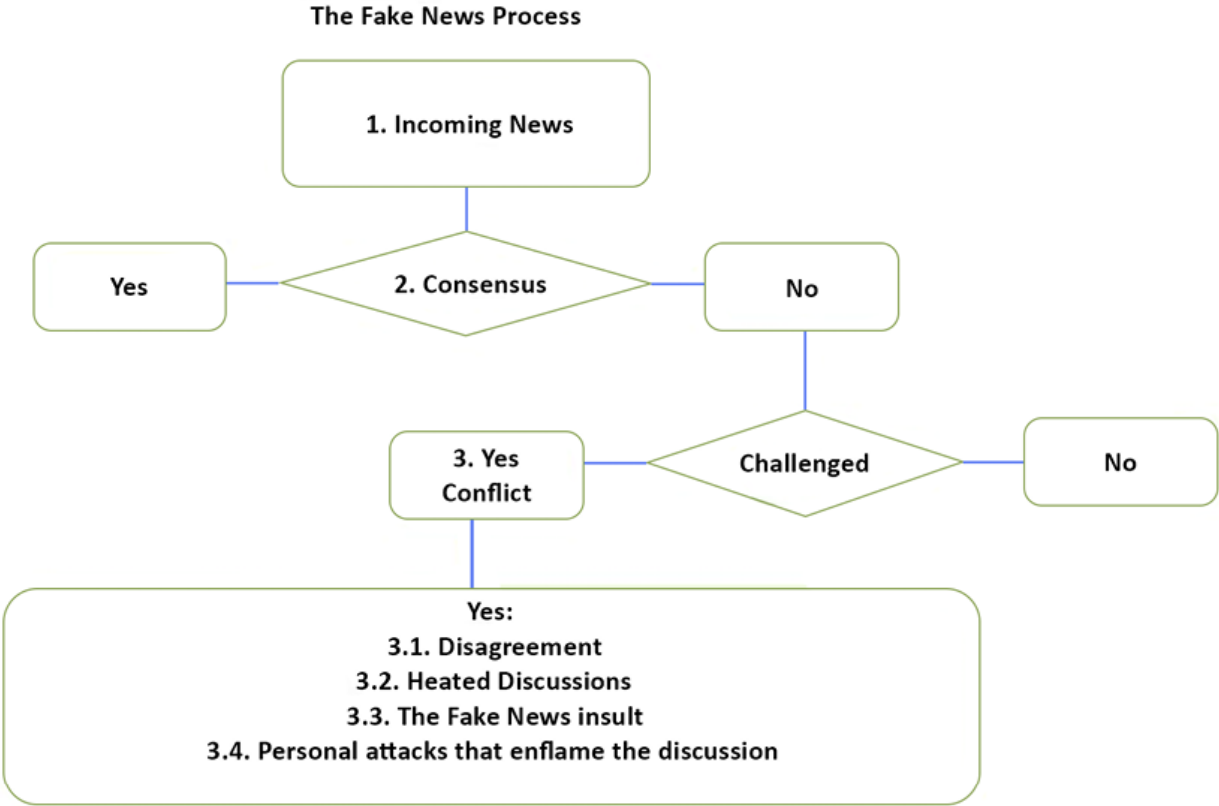 The Fake News Process
1. Incoming News
Yes
2. Consensus
No
3. Yes
Conflict
Challenged
No
Yes:
3.1. Disagreement
3.2. Heated Discussions
3.3. The Fake News insult
3.4. Personal attacks that enflame the discussion